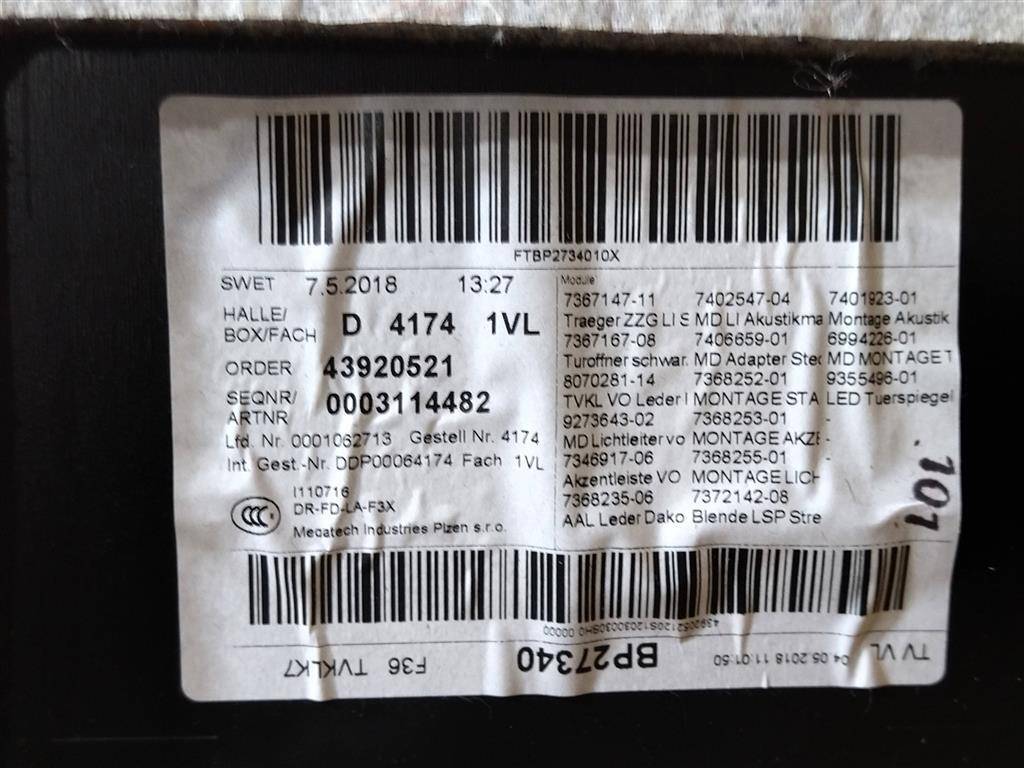 FTBP2734010X
SWET 7.5.2018 13:27
HALLE/
BOX/FACH D 4174 1VL
ORDER 43920521
SEQNR/
ARTNR 0003114482
Lfd. Nr. 0001062713 Gestell Nr. 4174
Int. Gest.-Nr. DDP00064174 Fach 1VL
I110716
DR-FD-LA-F3X
CCC Megatech Industries Plzen s.r.o.
Module
7367147-11 7402547-04 7401923-01
Traeger ZZG LI S MD LI Akustikma Montage Akustik
7367167-08 7406659-01 6994226-01
Turoffner schwar. MD Adapter Stec MD MONTAGE T
8070281-14 7368252-01 9355496-01
TVKL VO Leder I MONTAGE STA LED Tuerspiegel
9273643-02 7368253-01 -
MD Lichtleiter vo MONTAGE AKZE -
7346917-06 7368255-01 -
Akzentleiste VO MONTAGE LICH -
7368235-06 7372142-08
AAL Leder Dako Blende LSP Stre
TVVL 04.05.2018 11:01:50 BP27340 F36 TVKLK7